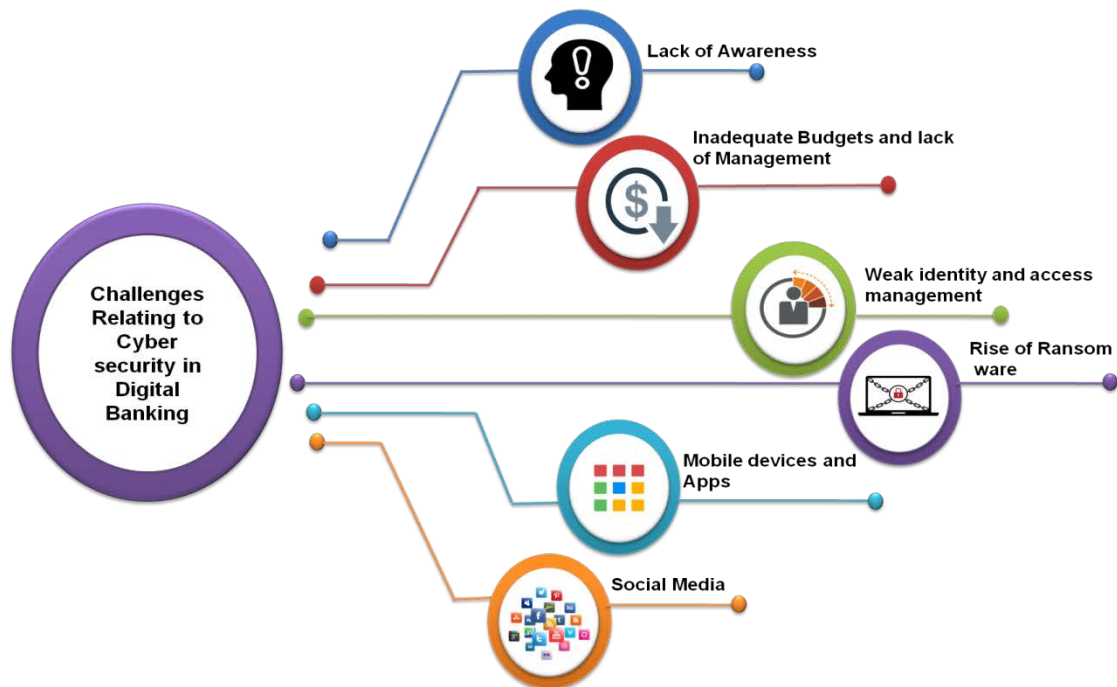 Challenges
Relating to
Cyber
security in
Digital
Banking
Lack of Awareness
Inadequate Budgets and lack
of Management
Weak identity and access
management
Rise of Ransom
ware
Mobile devices and
Apps
Social Media